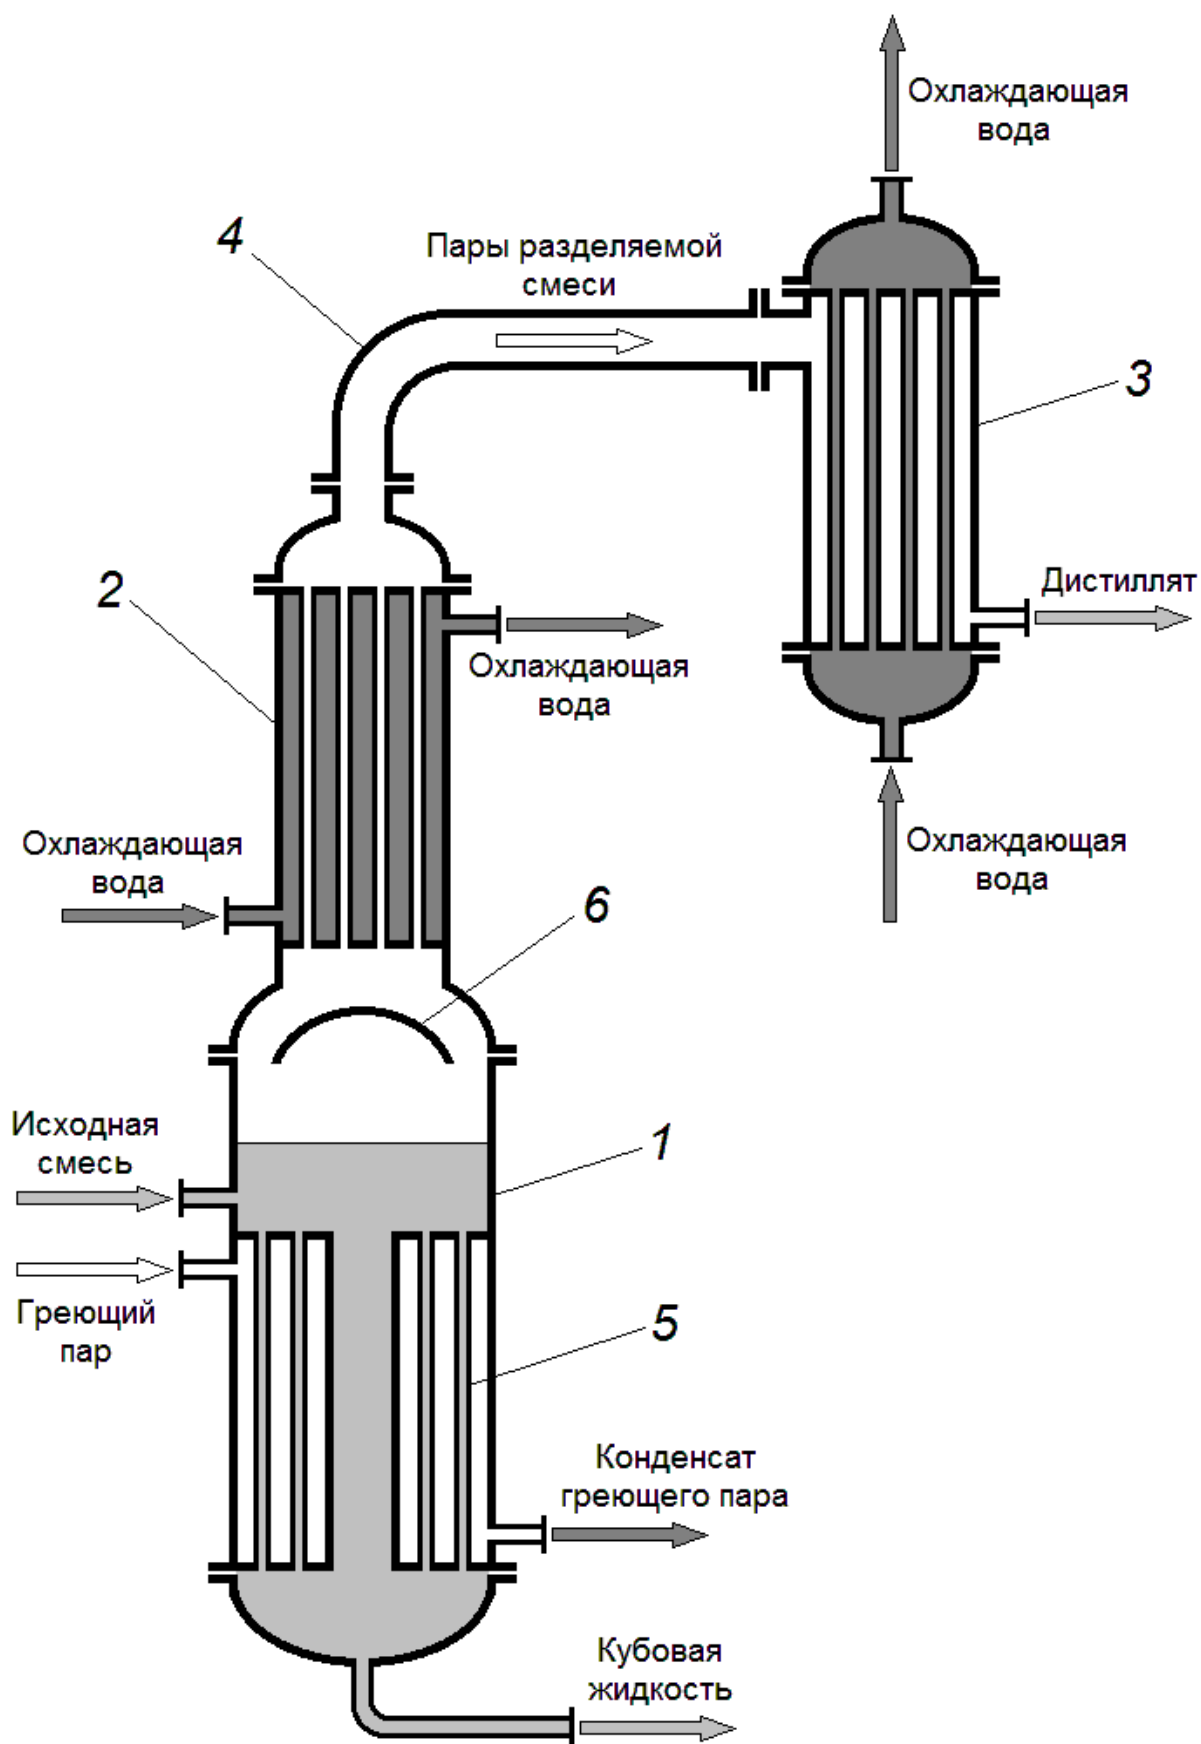 Охлаждающая
вода
4
Пары разделяемой
смеси
3
2
Дистиллят
Охлаждающая
вода
Охлаждающая
вода
Охлаждающая
вода
6
Исходная
смесь
1
Греющий
пар
5
Конденсат
греющего пара
Кубовая
жидкость